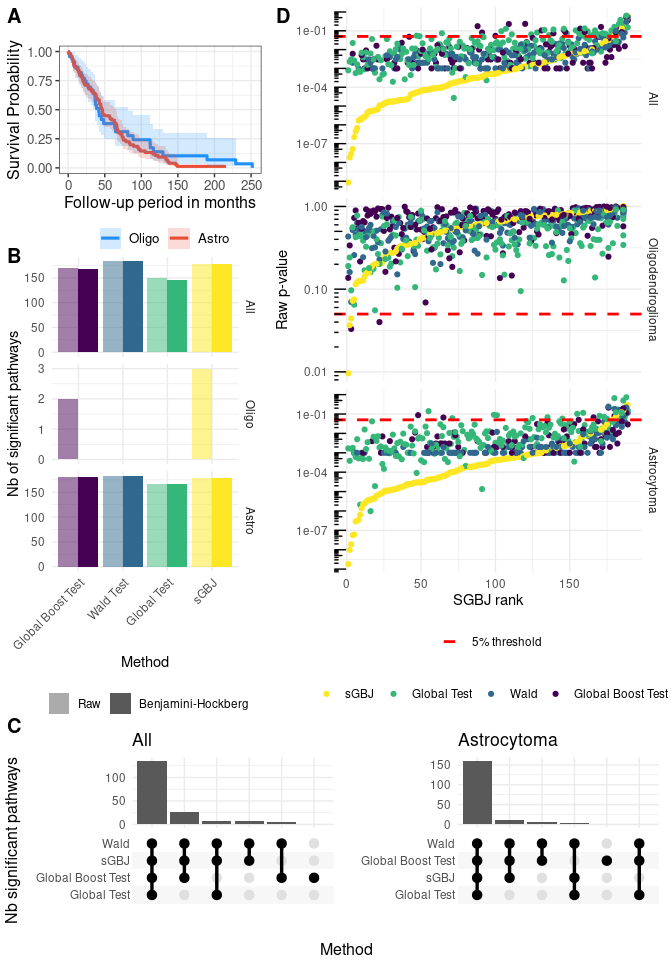 A
1.00
0.75
0.50
0.25
0.00
Survival Probability
0 50 100 150 200 250
Follow-up period in months
Oligo Astro
B
Nb of significant pathways
150
100
50
0
All
3
2
1
0
Oligo
150
100
50
0
Astro
Global Boost Test
Wald Test
Global Test
sGBJ
Method
Raw Benjamini-Hockberg
D
Raw p-value
1e-01
1e-04
1e-07
All
1.00
0.10
0.01
Oligodendroglioma
1e-01
1e-04
1e-07
Astrocytoma
0 50 100 150
SGBJ rank
5% threshold
sGBJ Global Test Wald Global Boost Test
C
Nb significant pathways
All
100
50
0
Wald
sGBJ
Global Boost Test
Global Test
Astrocytoma
150
100
50
0
Wald
Global Boost Test
sGBJ
Global Test
Method